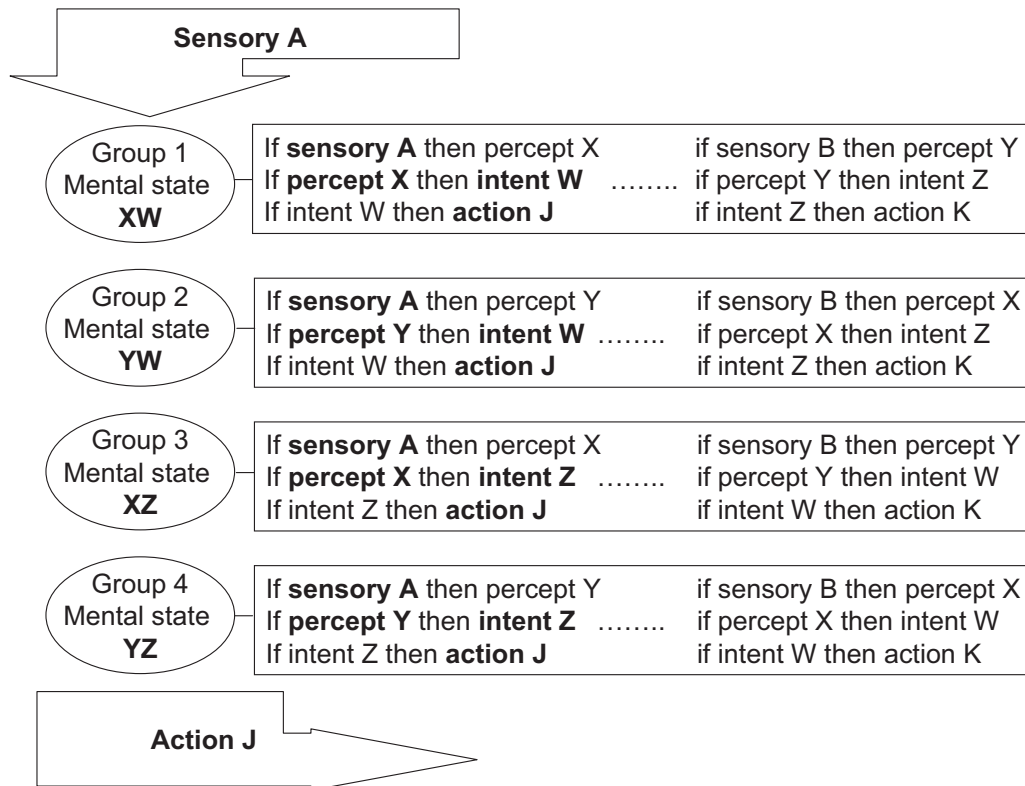 Sensory A
Group 1
Mental state
XW
If sensory A then percept X if sensory B then percept Y
If percept X then intent W …….. if percept Y then intent Z
If intent W then action J if intent Z then action K
Group 2
Mental state
YW
If sensory A then percept Y if sensory B then percept X
If percept Y then intent W …….. if percept X then intent Z
If intent W then action J if intent Z then action K
Group 3
Mental state
XZ
If sensory A then percept X if sensory B then percept Y
If percept X then intent Z …….. if percept Y then intent W
If intent Z then action J if intent W then action K
Group 4
Mental state
YZ
If sensory A then percept Y if sensory B then percept X
If percept Y then intent Z …….. if percept X then intent W
If intent Z then action J if intent W then action K
Action J